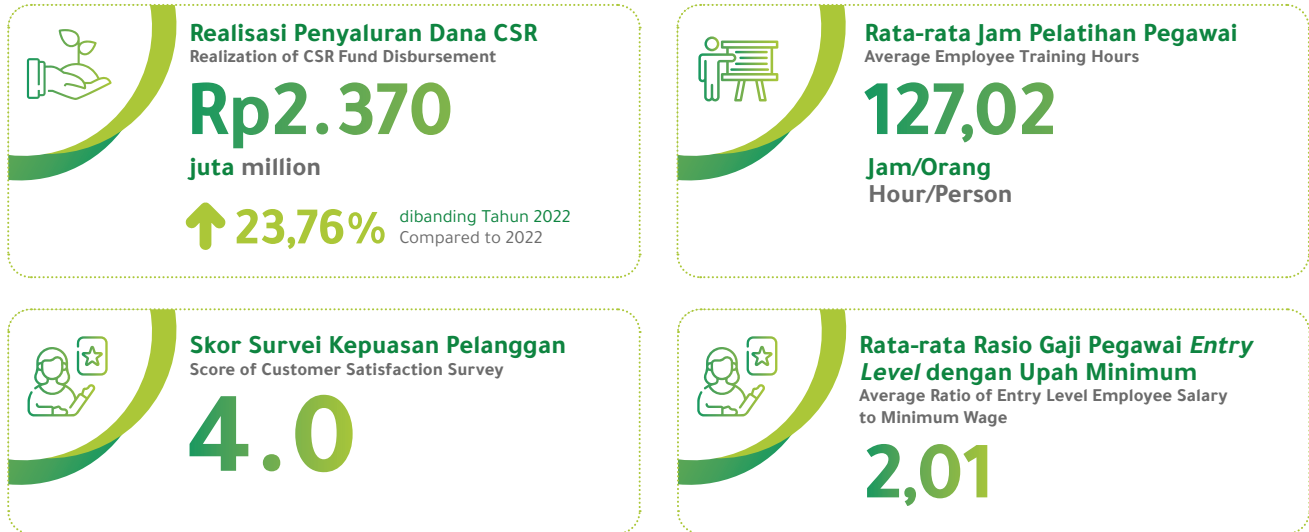 Realisasi Penyaluran Dana CSR
Realization of CSR Fund Disbursement
Rp2.370
juta million
23,76%
dibanding Tahun 2022
Compared to 2022
Rata-rata Jam Pelatihan Pegawai
Average Employee Training Hours
127,02
Jam/Orang
Hour/Person
Skor Survei Kepuasan Pelanggan
Score of Customer Satisfaction Survey
4.0
Rata-rata Rasio Gaji Pegawai Entry
Level dengan Upah Minimum
Average Ratio of Entry Level Employee Salary
to Minimum Wage
2,01